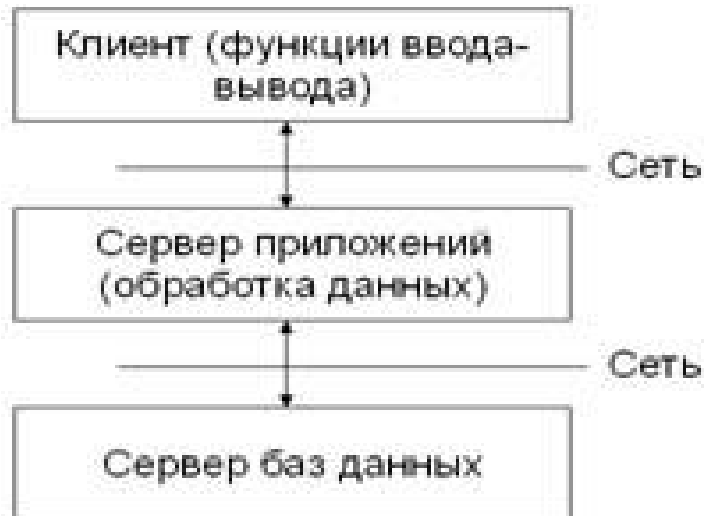 Клиент (функции ввода-
вывода)
Сеть
Сервер приложений
(обработка данных)
Сеть
Сервер баз данных